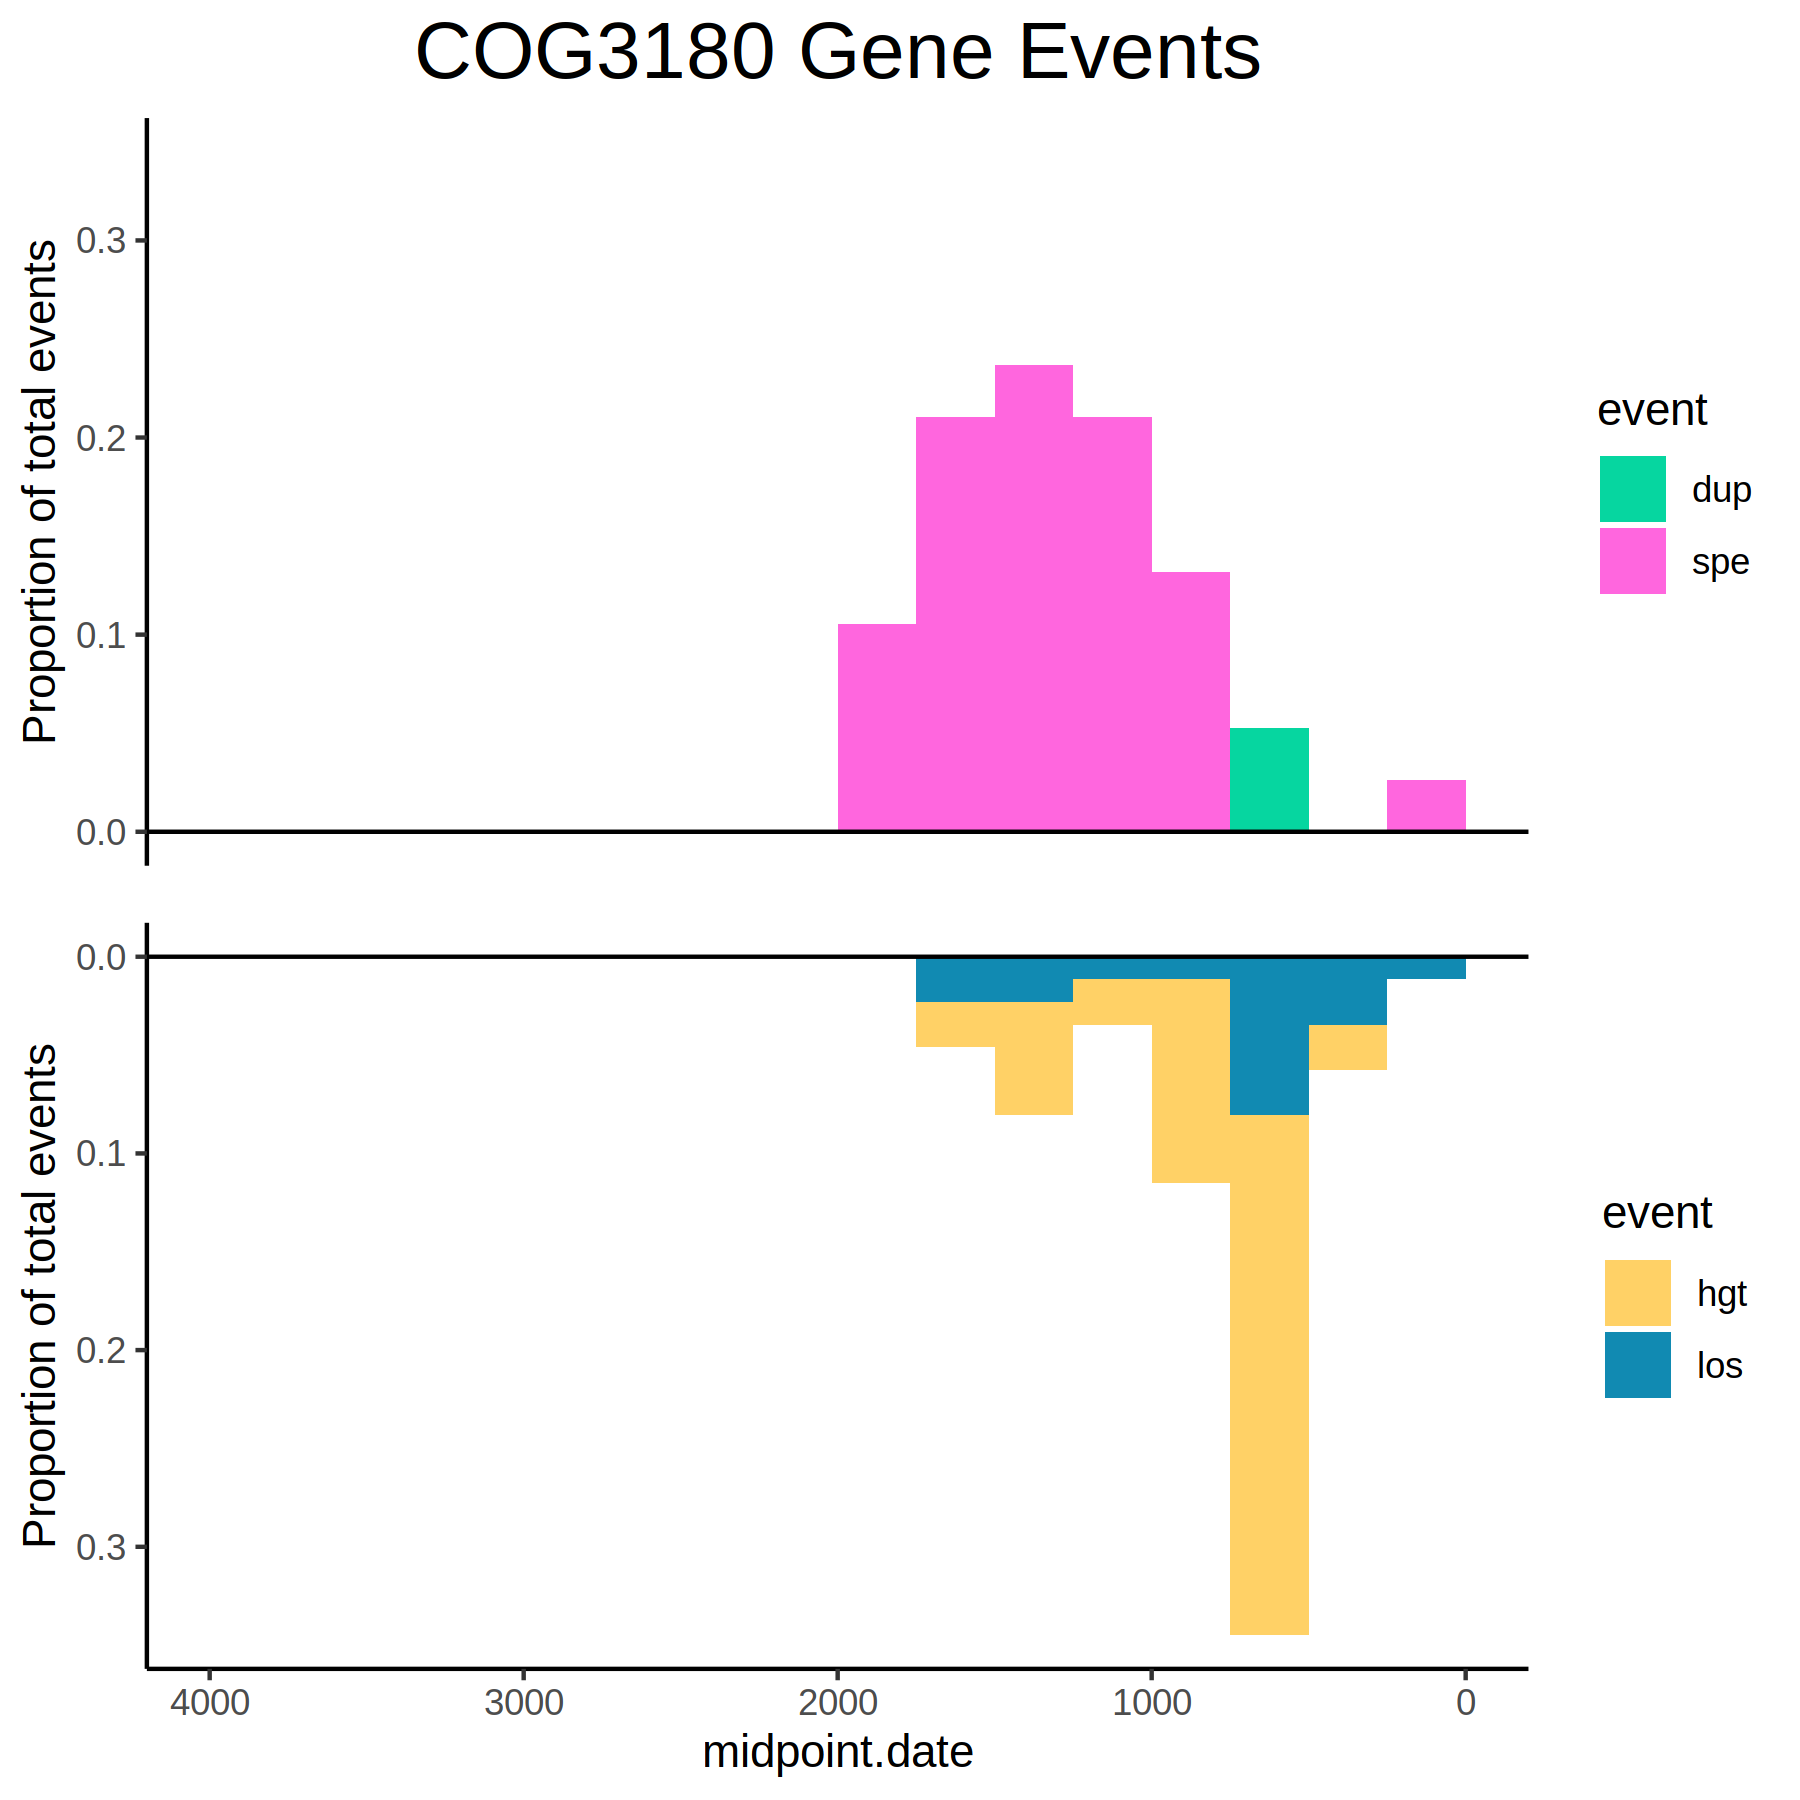 COG3180 Gene Events
Proportion of total events
0.3
0.2
0.1
0.0
event
dup
spe
Proportion of total events
0.0
0.1
0.2
0.3
event
hgt
los
4000 3000 2000 1000 0
midpoint.date